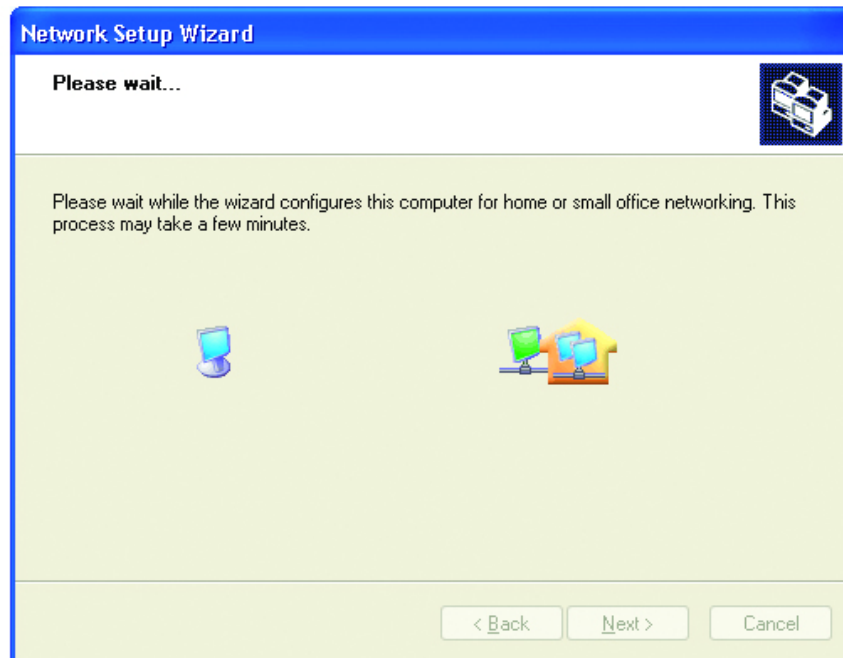 Network Setup Wizard
Please wait...
Please wait while the wizard configures this computer for home or small office networking. This
process may take a few minutes.
< Back
Next >
Cancel